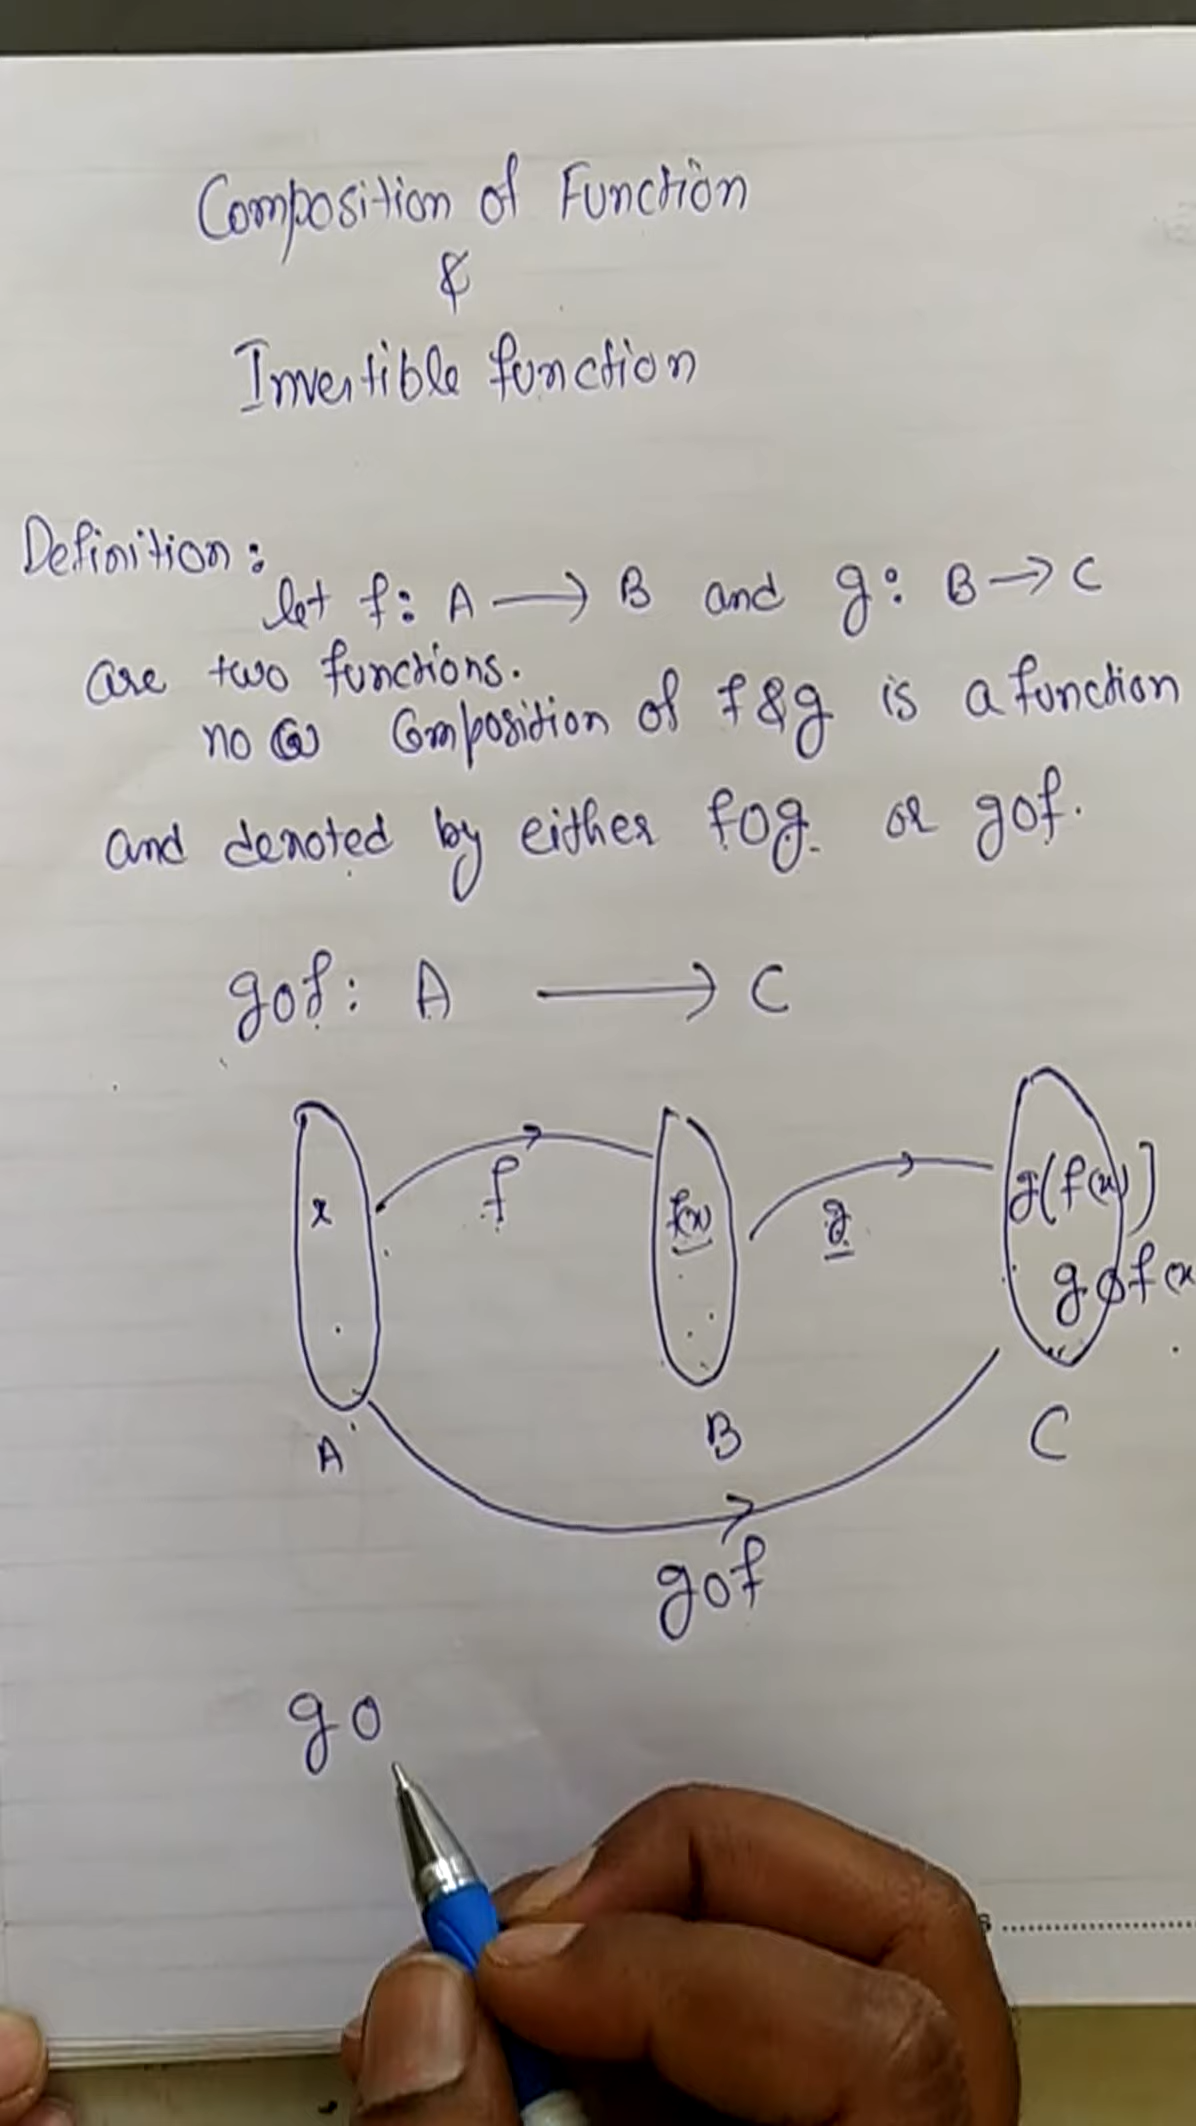 Composition of Function
&
Invertible function
Definition:
let f: A → B and g: B → C
are two functions.
no Composition of f & g is a function
and denoted by either fog. or gof.
gof: A → C
x
f
f(x)
g
g(f(x)]
gof(x
A
B
C
gof
go